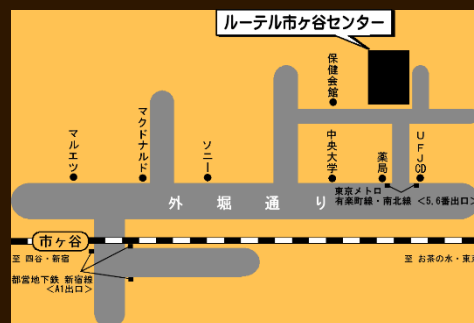 ルーテル市ヶ谷センター
保健会館
マルエツ
マクドナルド
ソニー
中央大学
薬局
UFJCD
外堀通り
東京メトロ
有楽町線・南北線 <5,6番出口>
市ヶ谷
至 四谷・新宿
至 お茶の水・東京
都営地下鉄 新宿線
<A1出口>